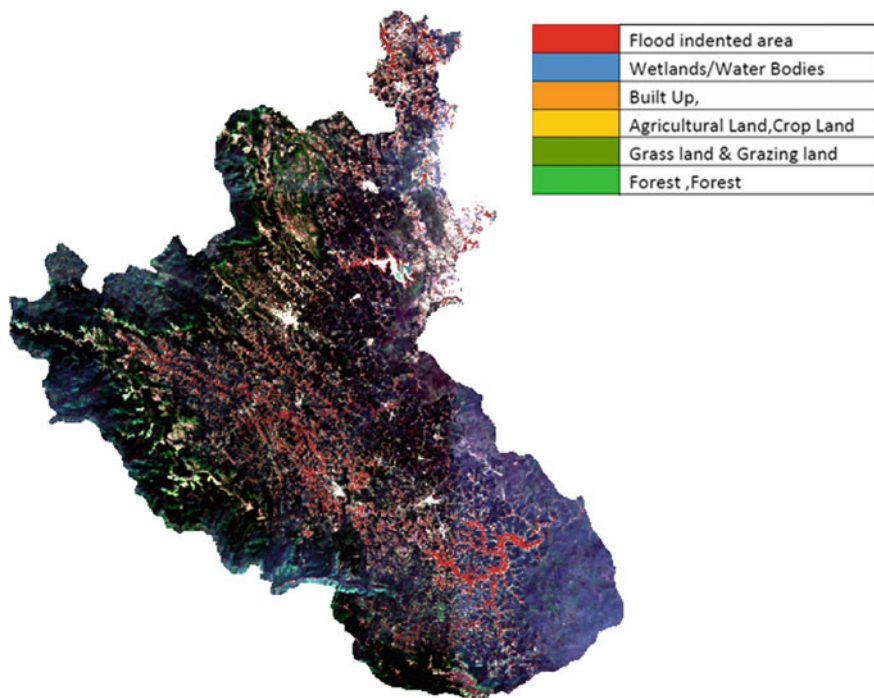 Flood indented area
Wetlands/Water Bodies
Built Up,
Agricultural Land,Crop Land
Grass land & Grazing land
Forest ,Forest